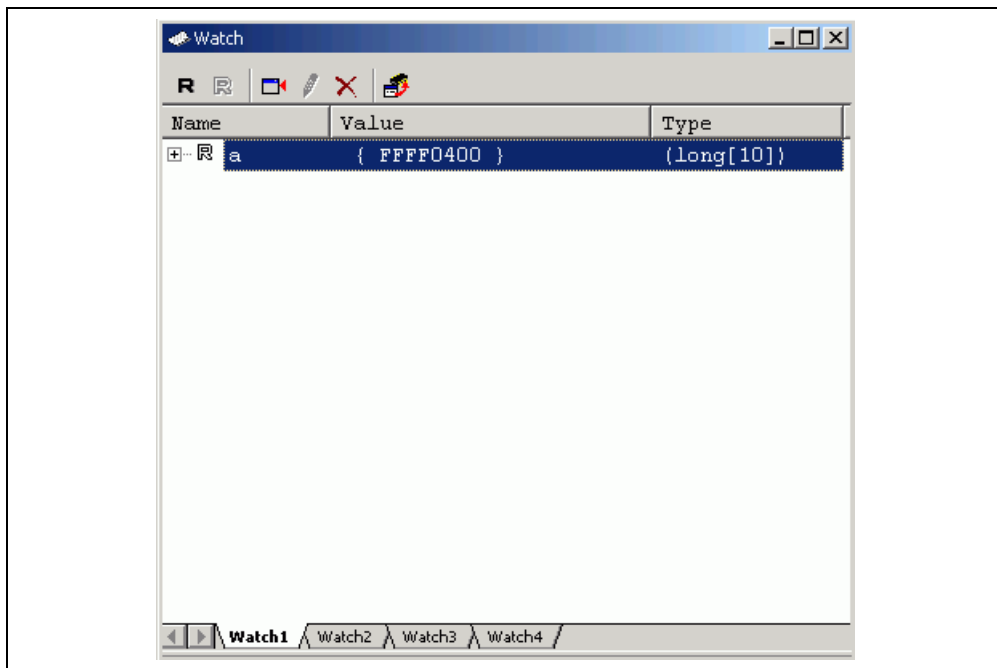 Watch
R R
Name Value Type
R a { FFFF0400 } (long[10])
Watch1 Watch2 Watch3 Watch4